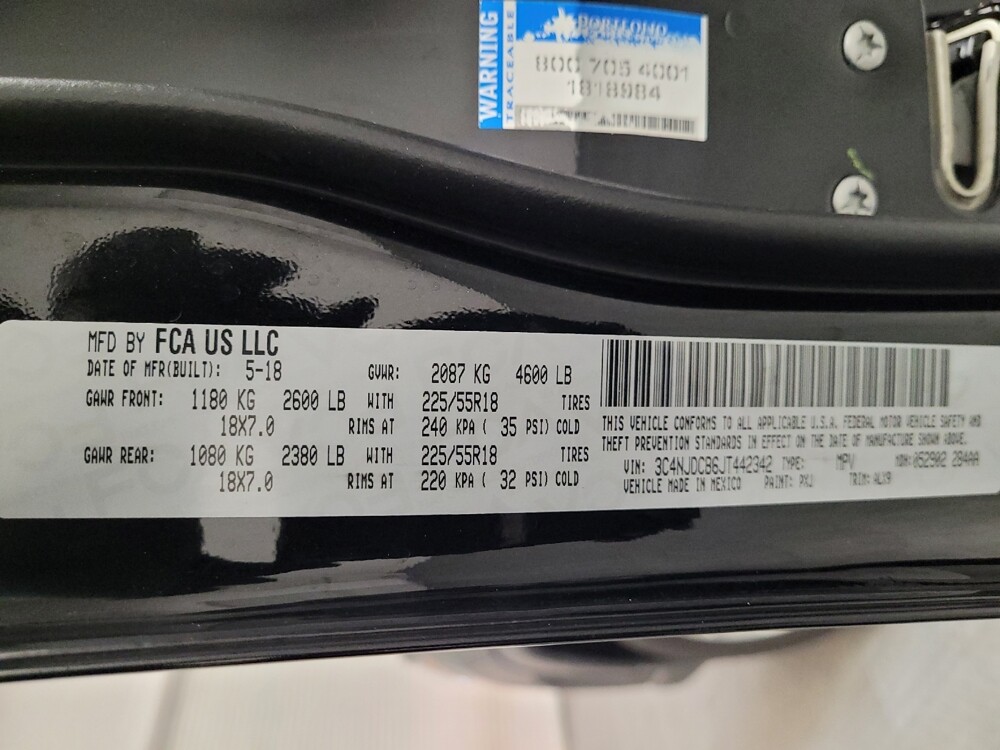 WARNING
TRACEABLE
800 705 4001
1818984
MFD BY FCA US LLC
DATE OF MFR(BUILT): 5-18 GVWR: 2087 KG 4600 LB
GAWR FRONT: 1180 KG 2600 LB WITH 225/55R18 TIRES
18X7.0 RIMS AT 240 KPA ( 35 PSI) COLD
GAWR REAR: 1080 KG 2380 LB WITH 225/55R18 TIRES
18X7.0 RIMS AT 220 KPA ( 32 PSI) COLD
THIS VEHICLE CONFORMS TO ALL APPLICABLE U.S.A. FEDERAL MOTOR VEHICLE SAFETY AND
THEFT PREVENTION STANDARDS IN EFFECT ON THE DATE OF MANUFACTURE SHOWN ABOVE.
VIN: 3C4NJDCB6JT442342 TYPE: MPV MDH: 052902 284AA
VEHICLE MADE IN MEXICO PAINT: PXJ TRIM: ALX9